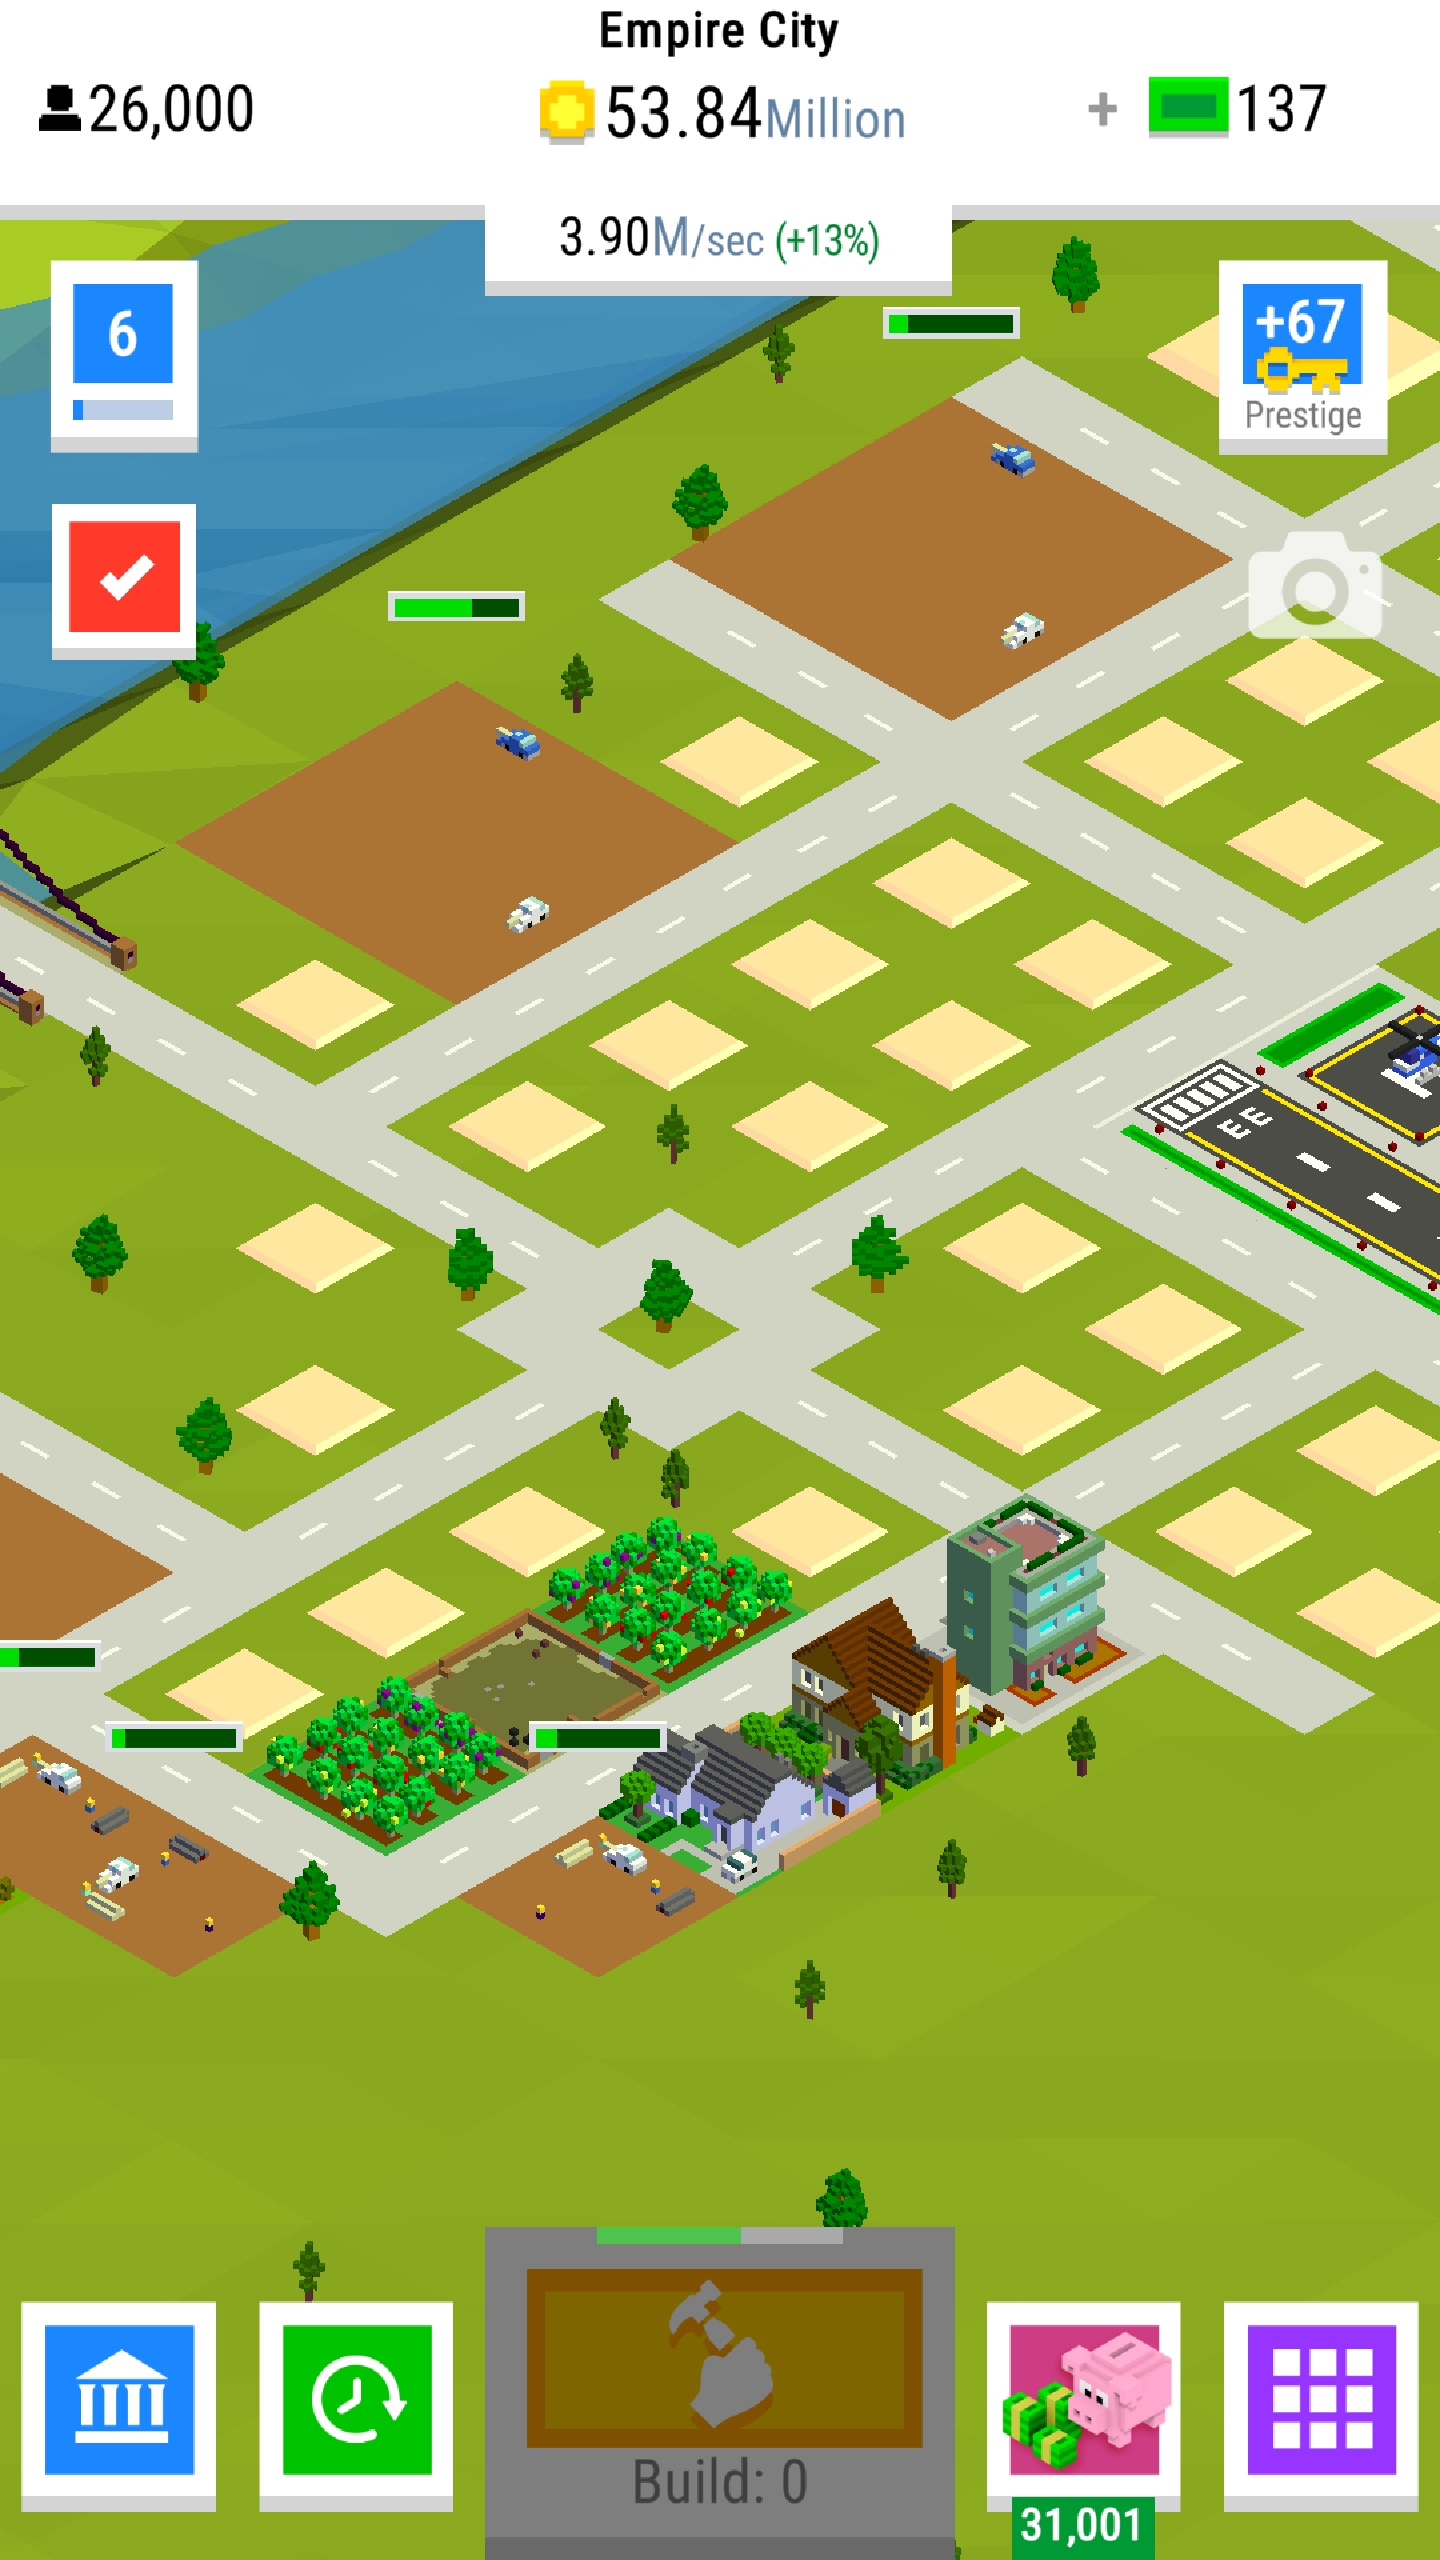 Empire City
26,000
53.84Million
+ 137
3.90M/sec (+13%)
6
+67
Prestige
Build: 0
31,001